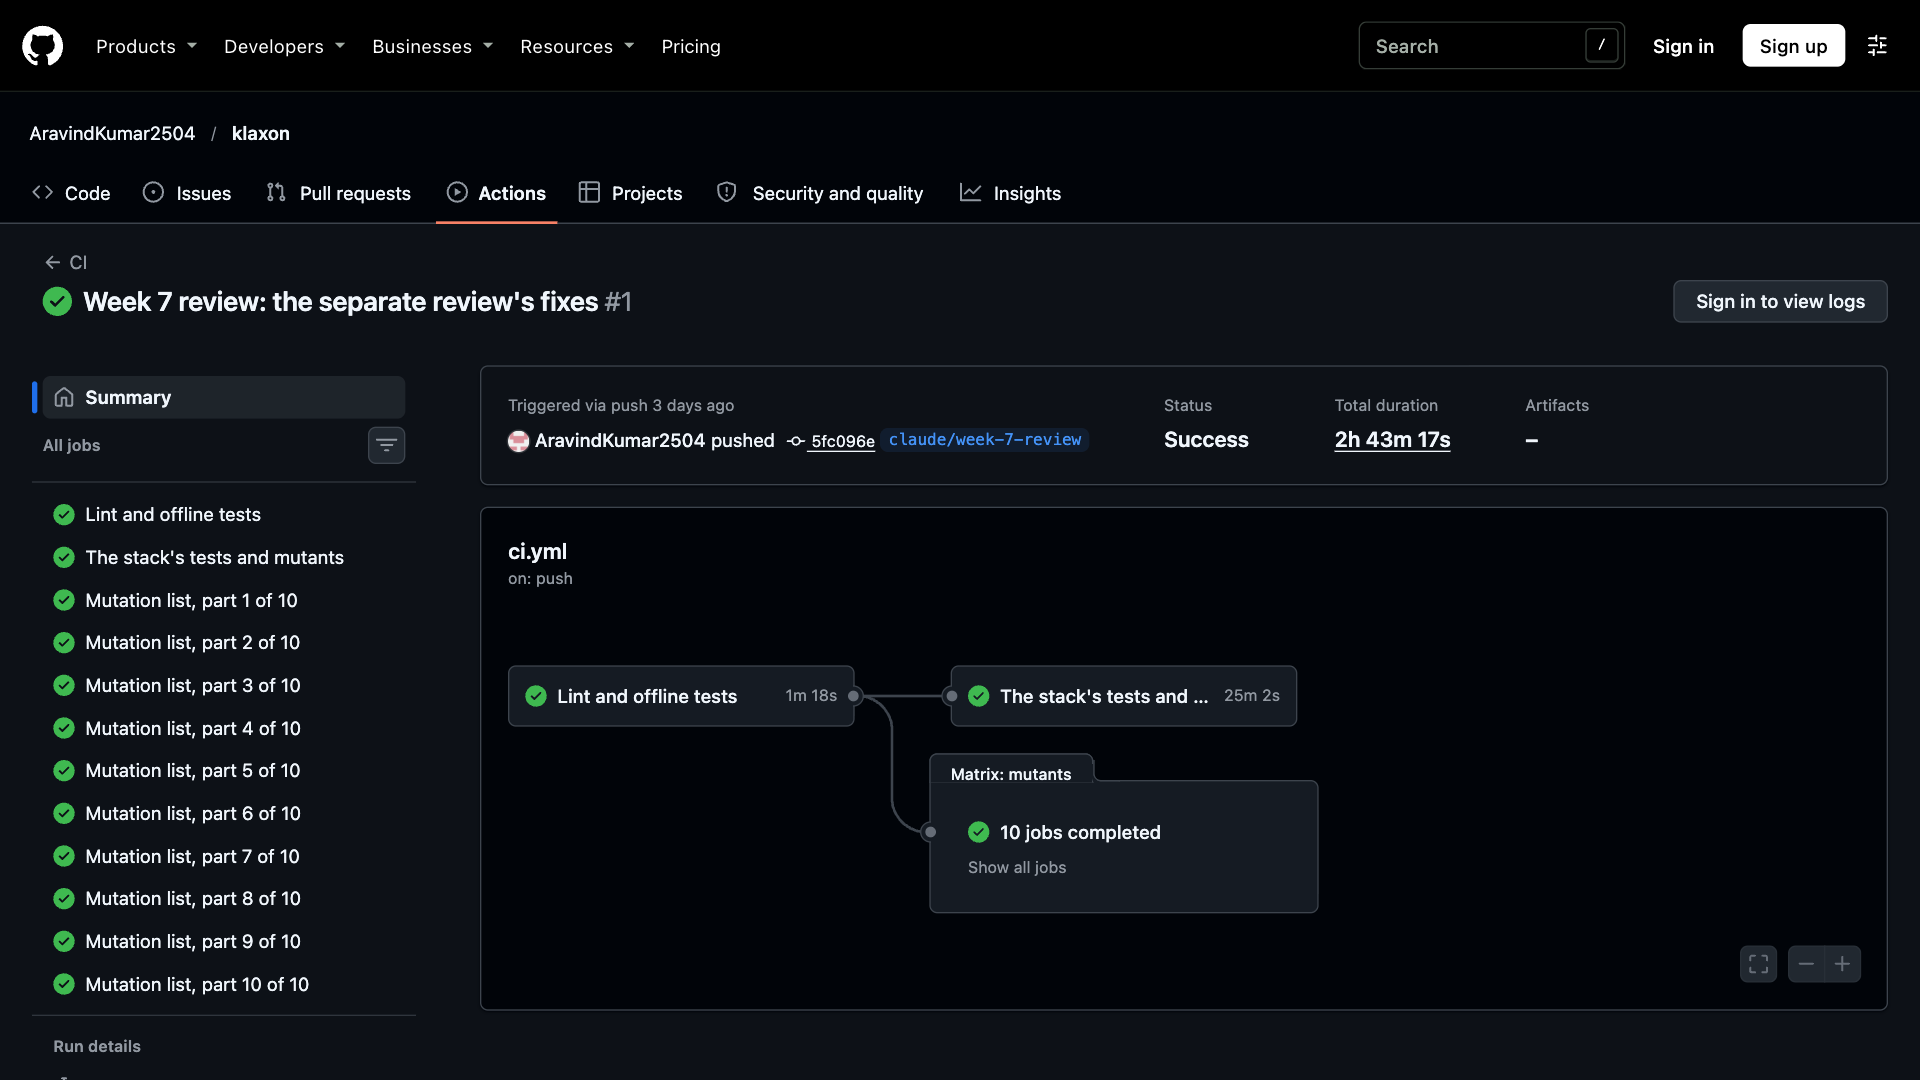 Products Developers Businesses Resources Pricing Search / Sign in Sign up
AravindKumar2504 / klaxon
Code Issues Pull requests Actions Projects Security and quality Insights
← CI
Week 7 review: the separate review's fixes #1
Sign in to view logs
Summary
All jobs
Lint and offline tests
The stack's tests and mutants
Mutation list, part 1 of 10
Mutation list, part 2 of 10
Mutation list, part 3 of 10
Mutation list, part 4 of 10
Mutation list, part 5 of 10
Mutation list, part 6 of 10
Mutation list, part 7 of 10
Mutation list, part 8 of 10
Mutation list, part 9 of 10
Mutation list, part 10 of 10
Run details
Triggered via push 3 days ago
AravindKumar2504 pushed 5fc096e claude/week-7-review
Status
Success
Total duration
2h 43m 17s
Artifacts
–
ci.yml
on: push
Lint and offline tests 1m 18s
The stack's tests and ... 25m 2s
Matrix: mutants
10 jobs completed
Show all jobs